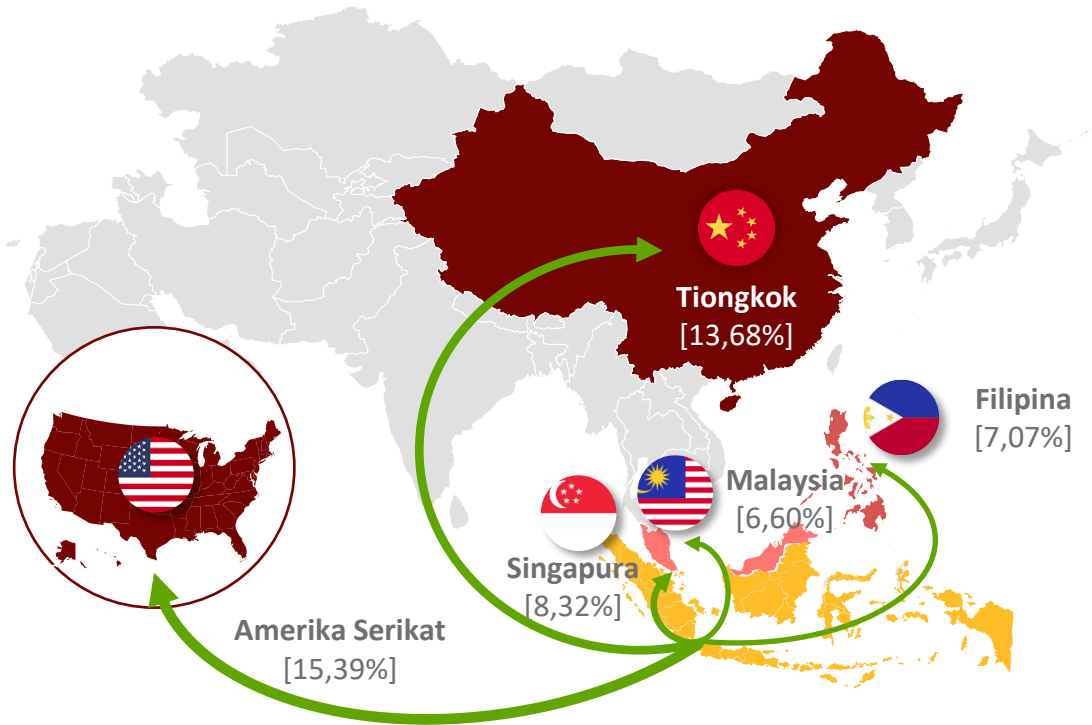 Tiongkok
[13,68%]
Filipina
[7,07%]
Malaysia
[6,60%]
Singapura
[8,32%]
Amerika Serikat
[15,39%]